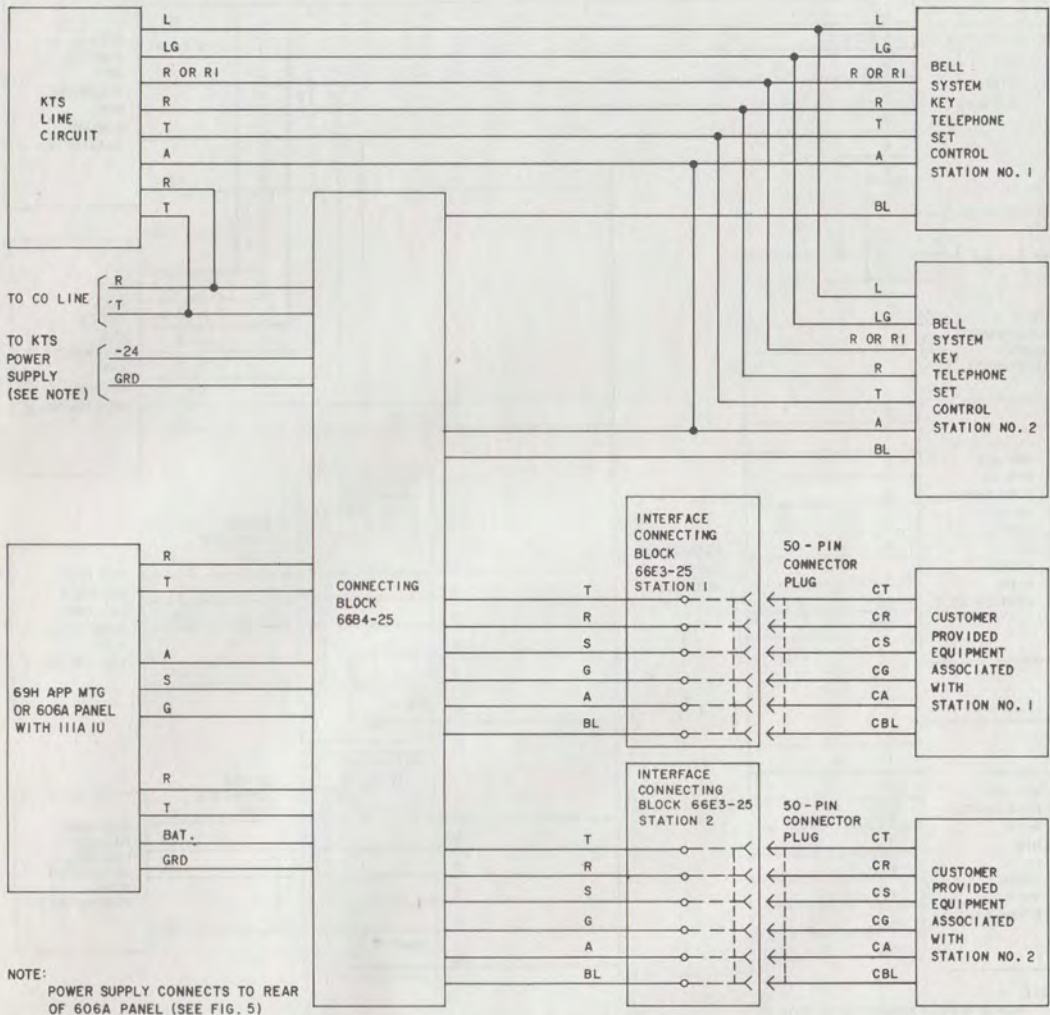 KTS
LINE
CIRCUIT
L
LG
R OR RI
R
T
A
R
T
L
LG
R OR RI
R
T
A
BL
BELL
SYSTEM
KEY
TELEPHONE
SET
CONTROL
STATION NO. 1
TO CO LINE
R
T
TO KTS
POWER
SUPPLY
(SEE NOTE)
-24
GRD
L
LG
R OR RI
R
T
A
BL
BELL
SYSTEM
KEY
TELEPHONE
SET
CONTROL
STATION NO. 2
69H APP MTG
OR 606A PANEL
WITH 111A IU
R
T
A
S
G
R
T
BAT.
GRD
CONNECTING
BLOCK
66B4-25
T
R
S
G
A
BL
INTERFACE
CONNECTING
BLOCK
66E3-25
STATION 1
50 - PIN
CONNECTOR
PLUG
CT
CR
CS
CG
CA
CBL
CUSTOMER
PROVIDED
EQUIPMENT
ASSOCIATED
WITH
STATION NO. 1
T
R
S
G
A
BL
INTERFACE
CONNECTING
BLOCK 66E3-25
STATION 2
50 - PIN
CONNECTOR
PLUG
CT
CR
CS
CG
CA
CBL
CUSTOMER
PROVIDED
EQUIPMENT
ASSOCIATED
WITH
STATION NO. 2
NOTE:
POWER SUPPLY CONNECTS TO REAR
OF 606A PANEL (SEE FIG. 5)